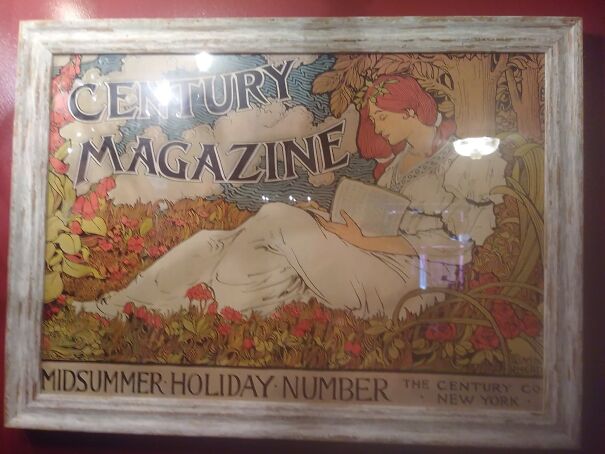 CENTURY
MAGAZINE
MIDSUMMER·HOLIDAY·NUMBER
THE CENTURY CO
· NEW YORK ·